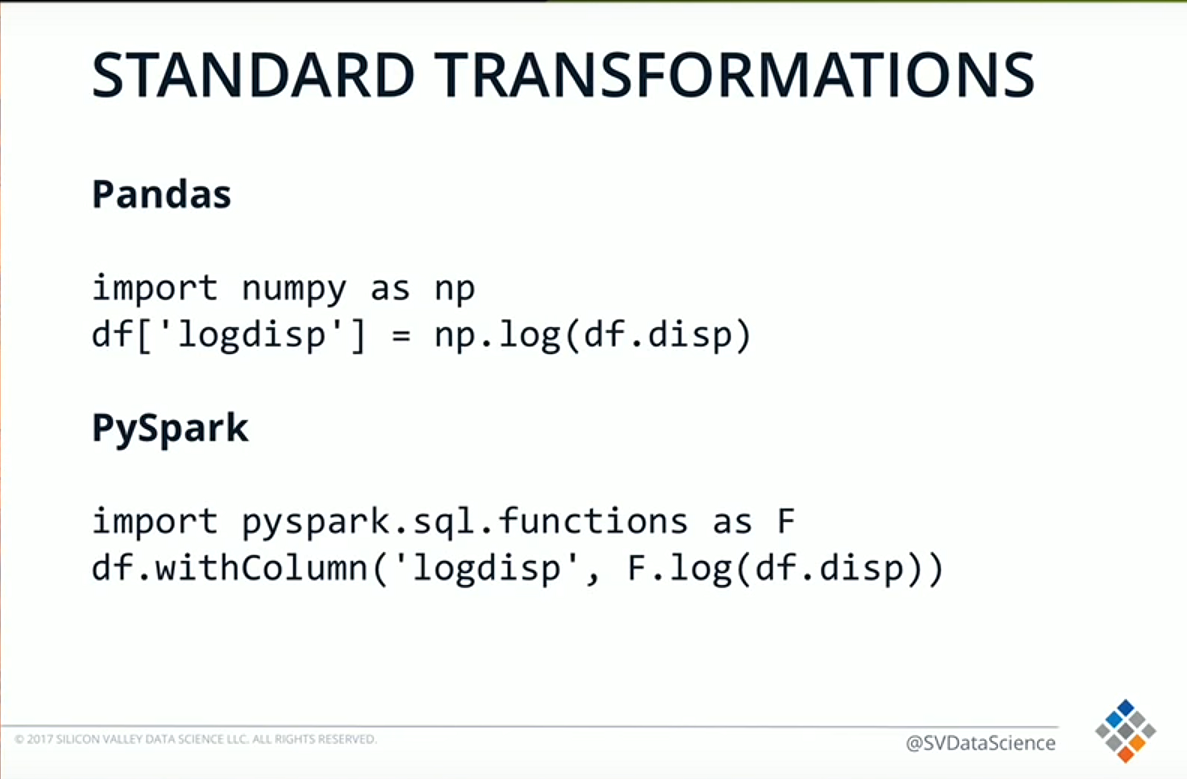 STANDARD TRANSFORMATIONS
Pandas
import numpy as np
df['logdisp'] = np.log(df.disp)
PySpark
import pyspark.sql.functions as F
df.withColumn('logdisp', F.log(df.disp))
© 2017 SILICON VALLEY DATA SCIENCE LLC. ALL RIGHTS RESERVED.
@SVDataScience